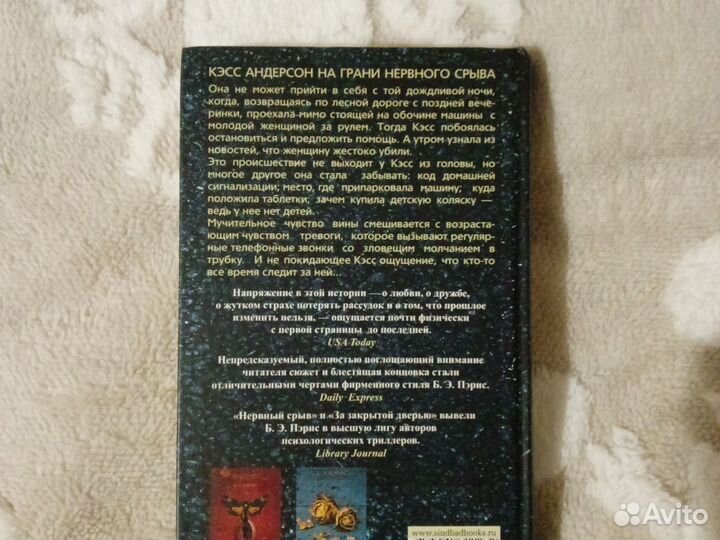 КЭСС АНДЕРСОН НА ГРАНИ НЕРВНОГО СРЫВА
Она не может прийти в себя с той дождливой ночи,
когда, возвращаясь по лесной дороге с поздней вече-
ринки, проехала мимо стоящей на обочине машины с
молодой женщиной за рулем. Тогда Кэсс побоялась
остановиться и предложить помощь. А утром узнала из
новостей, что женщину жестоко убили.
Это происшествие не выходит у Кэсс из головы, но
многое другое она стала забывать: код домашней
сигнализации; место, где припарковала машину; куда
положила таблетки; зачем купила детскую коляску —
ведь у нее нет детей.
Мучительное чувство вины смешивается с возрастаю-
щим чувством тревоги, которое вызывают регуляр-
ные телефонные звонки со зловещим молчанием в
трубку. И не покидающее Кэсс ощущение, что кто-то
все время следит за ней...
Напряжение в этой истории — о любви, о дружбе,
о жутком страхе потерять рассудок и о том, что прошлое
изменить нельзя, — ощущается почти физически
с первой страницы до последней.
USA Today
Непредсказуемый, полностью поглощающий внимание
читателя сюжет и блестящая концовка стали
отличительными чертами фирменного стиля Б. Э. Пэрис.
Daily Express
«Нервный срыв» и «За закрытой дверью» вывели
Б. Э. Пэрис в высшую лигу авторов
психологических триллеров.
Library Journal
www.sindbadbooks.ru
Avito